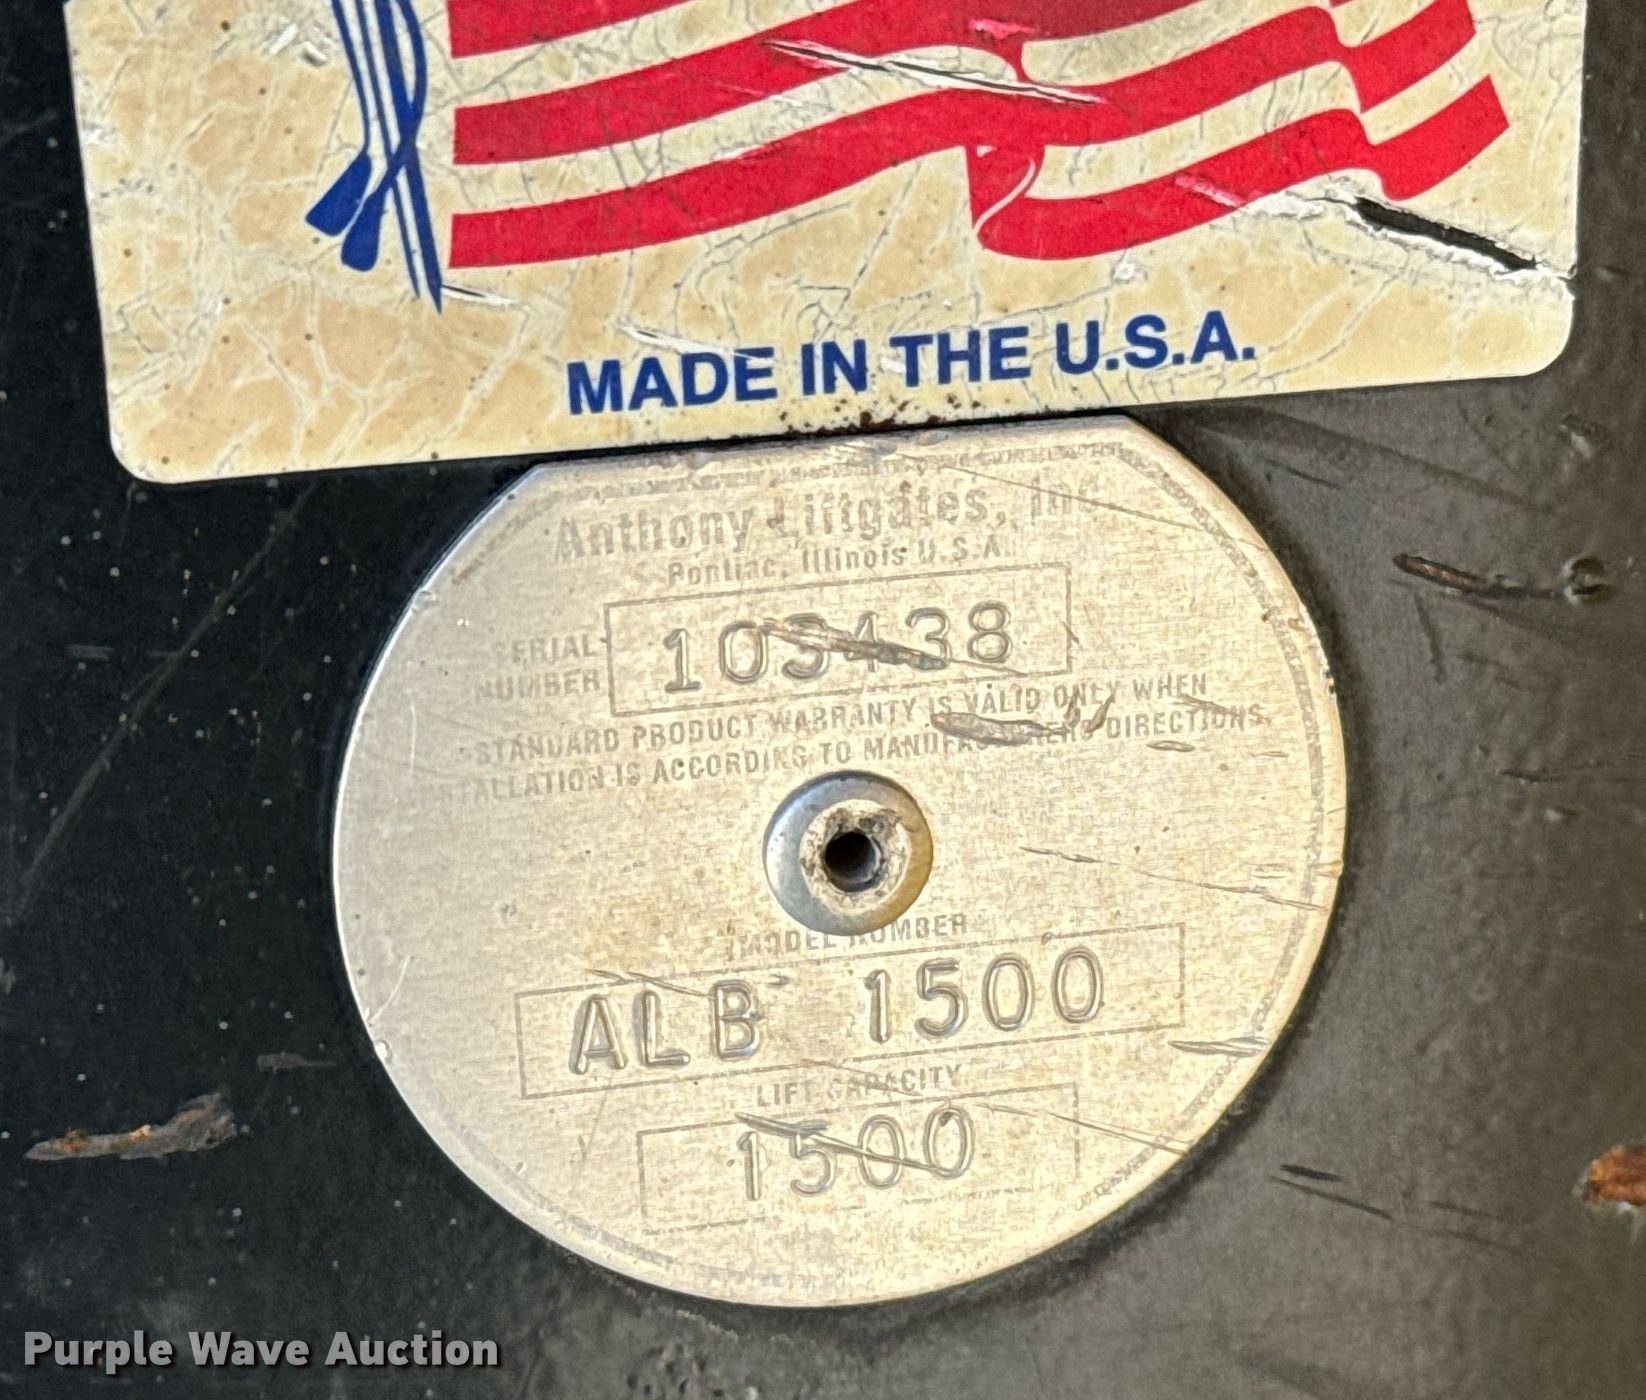 MADE IN THE U.S.A.
Anthony Liftgates, Inc
Pontiac, Illinois U.S.A.
SERIAL
NUMBER
103438
STANDARD PRODUCT WARRANTY IS VALID ONLY WHEN
INSTALLATION IS ACCORDING TO MANUFACTURERS DIRECTIONS.
MODEL NUMBER
ALB 1500
LIFT CAPACITY
1500
Purple Wave Auction